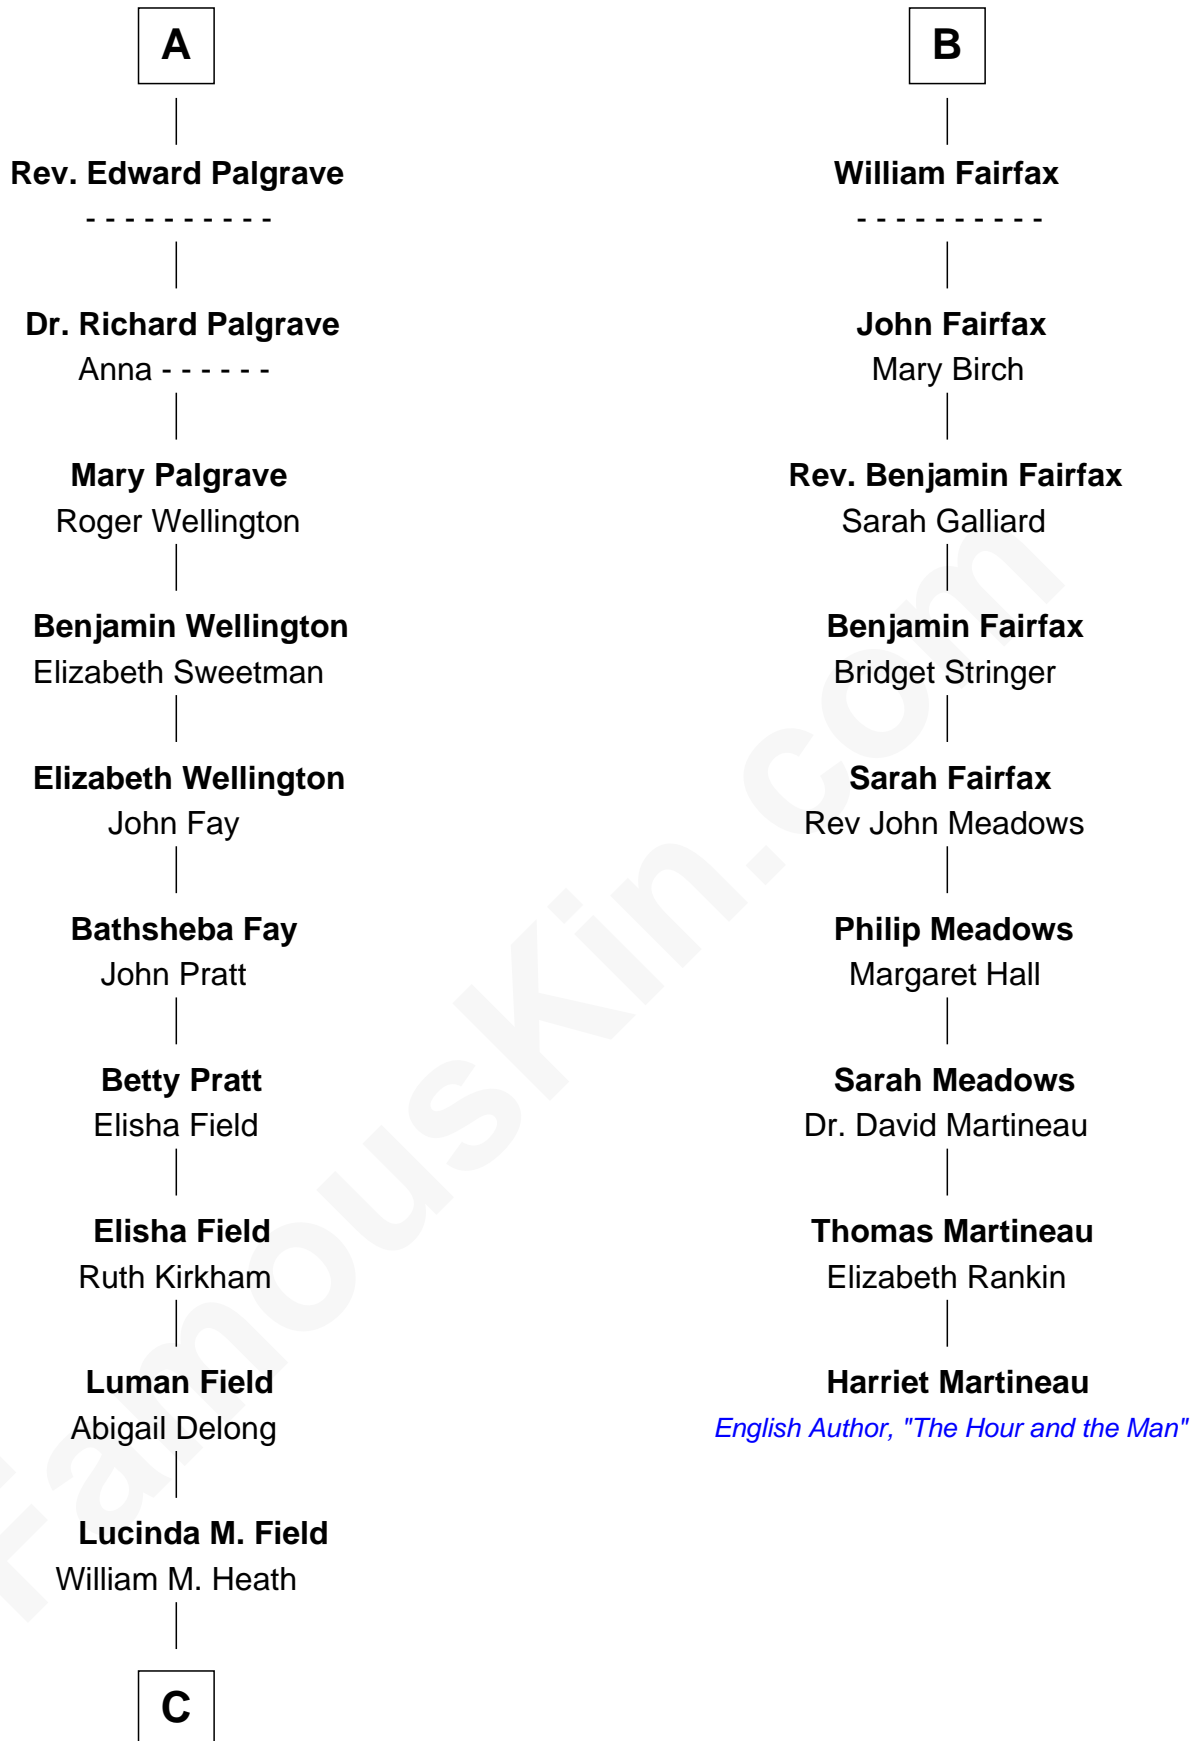 A
Rev. Edward Palgrave
- - - - - - - - - -
Dr. Richard Palgrave
Anna - - - - - -
Mary Palgrave
Roger Wellington
Benjamin Wellington
Elizabeth Sweetman
Elizabeth Wellington
John Fay
Bathsheba Fay
John Pratt
Betty Pratt
Elisha Field
Elisha Field
Ruth Kirkham
Luman Field
Abigail Delong
Lucinda M. Field
William M. Heath
C
B
William Fairfax
- - - - - - - - - -
John Fairfax
Mary Birch
Rev. Benjamin Fairfax
Sarah Galliard
Benjamin Fairfax
Bridget Stringer
Sarah Fairfax
Rev John Meadows
Philip Meadows
Margaret Hall
Sarah Meadows
Dr. David Martineau
Thomas Martineau
Elizabeth Rankin
Harriet Martineau
English Author, "The Hour and the Man"
FamousKin.com